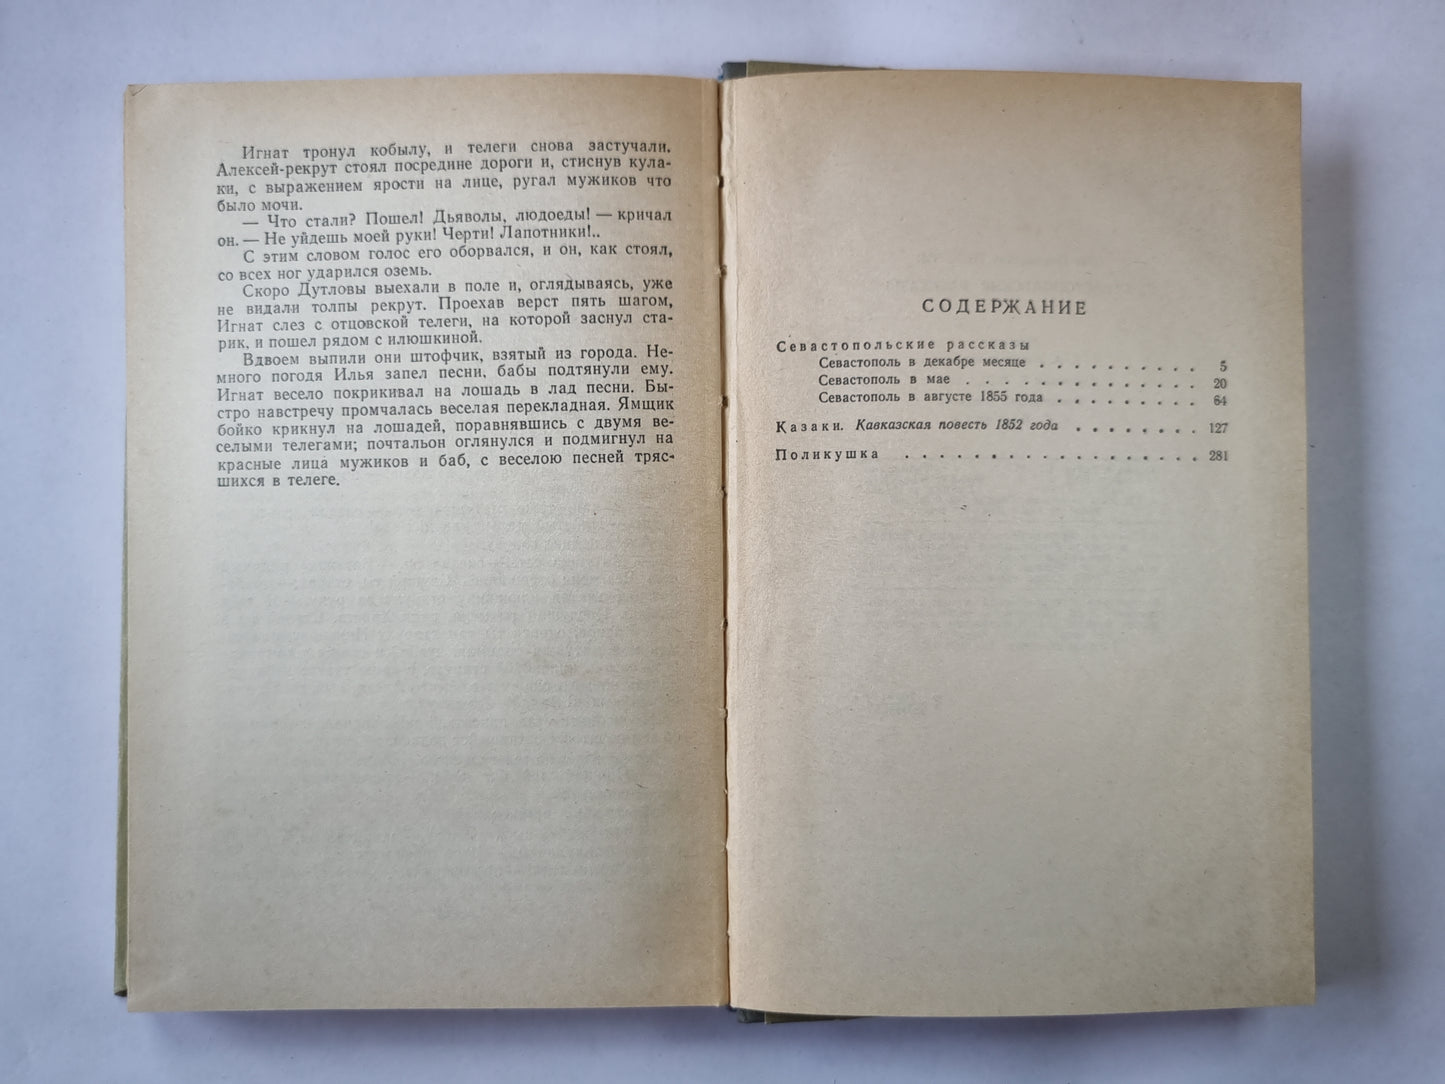 Игнат тронул кобылу, и телеги снова застучали.
Алексей-рекрут стоял посредине дороги и, стиснув кула-
ки, с выражением ярости на лице, ругал мужиков что
было мочи.
— Что стали? Пошел! Дьяволы, людоеды! — кричал
он. — Не уйдешь моей руки! Черти! Лапотники!..
С этим словом голос его оборвался, и он, как стоял,
со всех ног ударился оземь.
Скоро Дутловы выехали в поле и, оглядываясь, уже
не видали толпы рекрут. Проехав верст пять шагом,
Игнат слез с отцовской телеги, на которой заснул ста-
рик, и пошел рядом с илюшкиной.
Вдвоем выпили они штофчик, взятый из города. Не-
много погодя Илья запел песни, бабы подтянули ему.
Игнат весело покрикивал на лошадь в лад песни. Бы-
стро навстречу промчалась веселая перекладная. Ямщик
бойко крикнул на лошадей, поравнявшись с двумя ве-
селыми телегами; почтальон оглянулся и подмигнул на
красные лица мужиков и баб, с веселою песней тряс-
шихся в телеге.
СОДЕРЖАНИЕ
Севастопольские рассказы
Севастополь в декабре месяце . . . . . . . . . . 5
Севастополь в мае . . . . . . . . . . . . . 20
Севастополь в августе 1855 года . . . . . . . . . 64
Казаки. Кавказская повесть 1852 года . . . . . . . . 127
Поликушка . . . . . . . . . . . . . . . . . 281